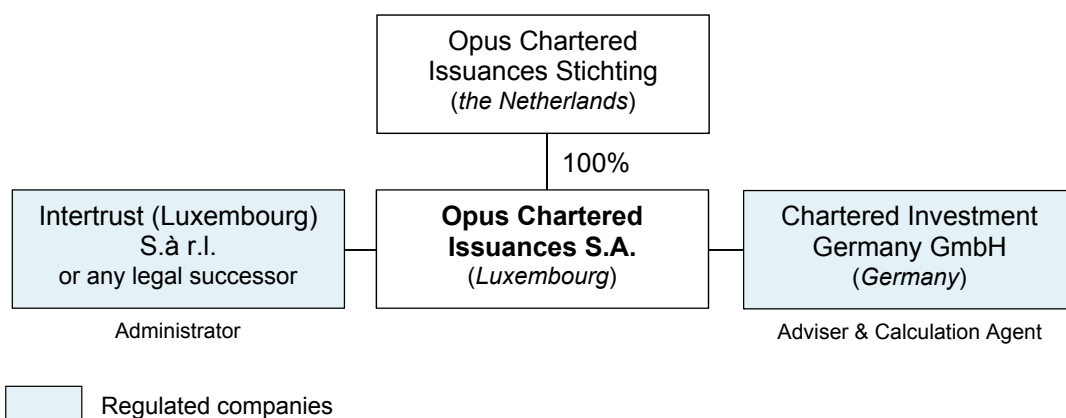 Opus Chartered
Issuances Stichting
(the Netherlands)
100%
Intertrust (Luxembourg)
S.à r.l.
or any legal successor
Opus Chartered
Issuances S.A.
(Luxembourg)
Chartered Investment
Germany GmbH
(Germany)
Administrator
Adviser & Calculation Agent
Regulated companies